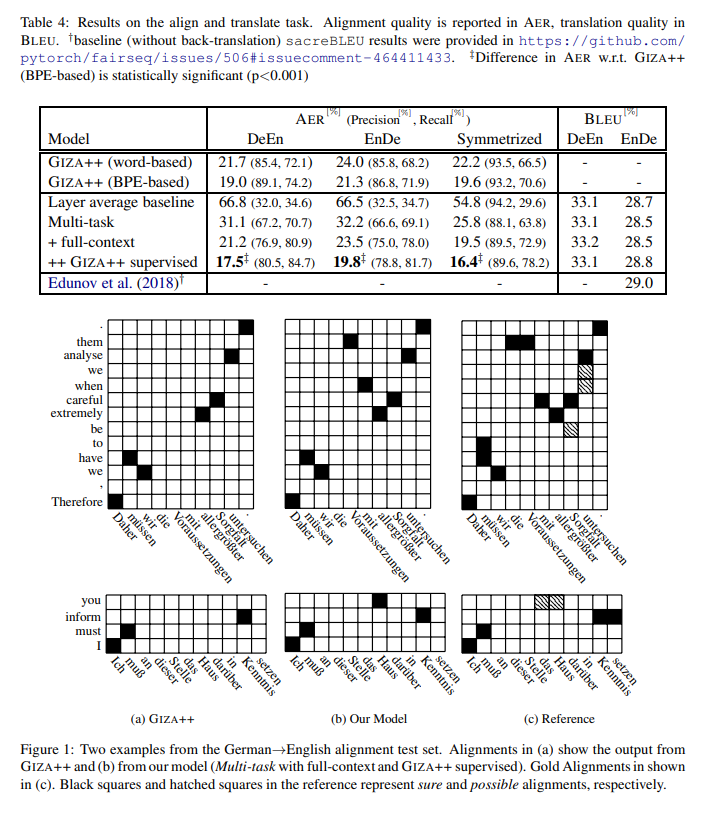 Table 4: Results on the align and translate task. Alignment quality is reported in AER, translation quality in
BLEU. †baseline (without back-translation) sacreBLEU results were provided in https://github.com/
pytorch/fairseq/issues/506#issuecomment-464411433. ‡Difference in AER w.r.t. GIZA++
(BPE-based) is statistically significant (p<0.001)
AER[%] (Precision[%], Recall[%]) BLEU[%]
Model DeEn EnDe Symmetrized DeEn EnDe
GIZA++ (word-based) 21.7 (85.4, 72.1) 24.0 (85.8, 68.2) 22.2 (93.5, 66.5) - -
GIZA++ (BPE-based) 19.0 (89.1, 74.2) 21.3 (86.8, 71.9) 19.6 (93.2, 70.6) - -
Layer average baseline 66.8 (32.0, 34.6) 66.5 (32.5, 34.7) 54.8 (94.2, 29.6) 33.1 28.7
Multi-task 31.1 (67.2, 70.7) 32.2 (66.6, 69.1) 25.8 (88.1, 63.8) 33.1 28.5
+ full-context 21.2 (76.9, 80.9) 23.5 (75.0, 78.0) 19.5 (89.5, 72.9) 33.2 28.5
++ GIZA++ supervised 17.5‡ (80.5, 84.7) 19.8‡ (78.8, 81.7) 16.4‡ (89.6, 78.2) 33.1 28.8
Edunov et al. (2018)† - - - - 29.0
.
them
analyse
we
when
careful
extremely
be
to
have
we
,
Therefore
Daher müssen wir die Voraussetzungen mit allergrößter Sorgfalt untersuchen .
Daher müssen wir die Voraussetzungen mit allergrößter Sorgfalt untersuchen .
Daher müssen wir die Voraussetzungen mit allergrößter Sorgfalt untersuchen .
you
inform
must
I
Ich muß an dieser Stelle das Haus darüber in Kenntnis setzen
Ich muß an dieser Stelle das Haus darüber in Kenntnis setzen
Ich muß an dieser Stelle das Haus darüber in Kenntnis setzen
(a) GIZA++ (b) Our Model (c) Reference
Figure 1: Two examples from the German→English alignment test set. Alignments in (a) show the output from
GIZA++ and (b) from our model (Multi-task with full-context and GIZA++ supervised). Gold Alignments in shown
in (c). Black squares and hatched squares in the reference represent sure and possible alignments, respectively.